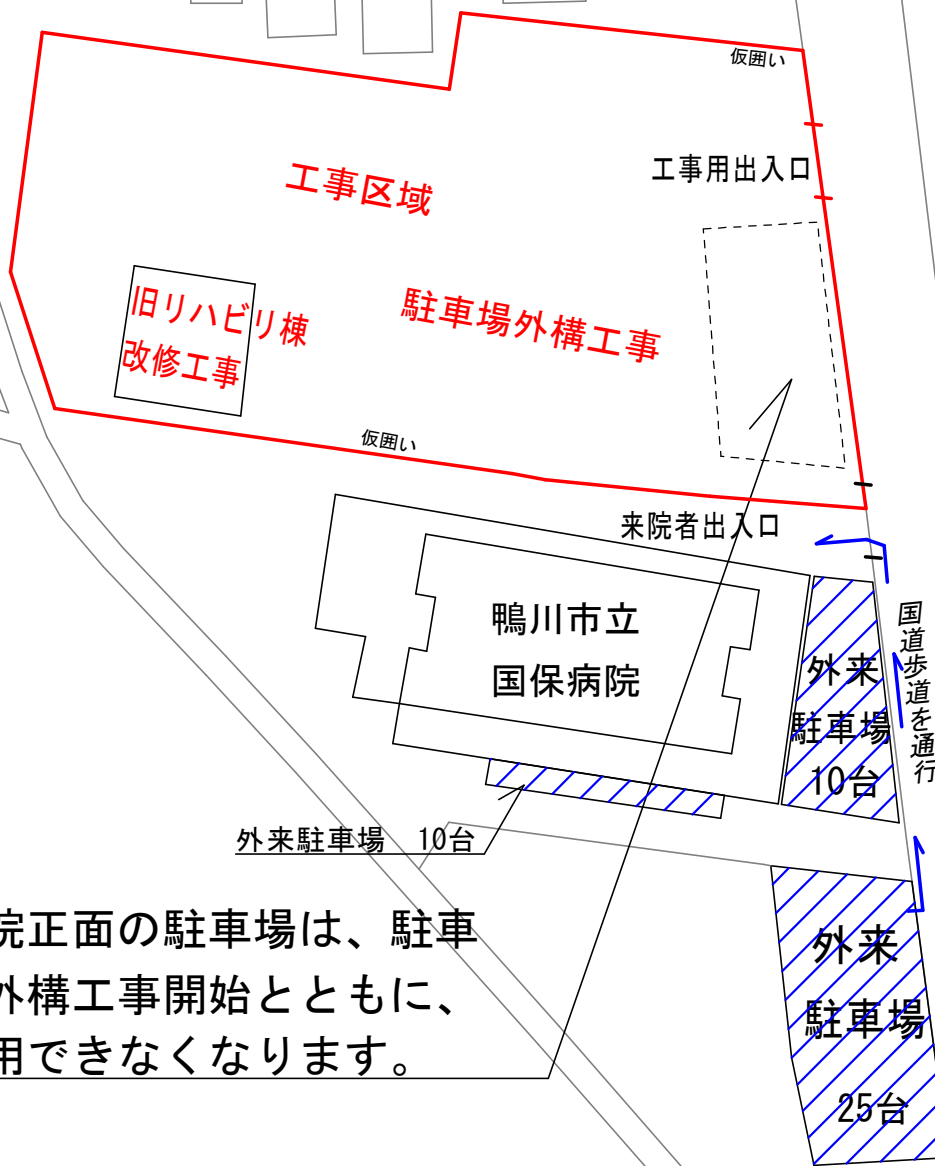 仮囲い
工事用出入口
工事区域
旧リハビリ棟
改修工事
駐車場外構工事
仮囲い
来院者出入口
鴨川市立
国保病院
国道歩道を通行
外来
駐車場
10台
外来駐車場 10台
院正面の駐車場は、駐車
外構工事開始とともに、
用できなくなります。
外来
駐車場
25台